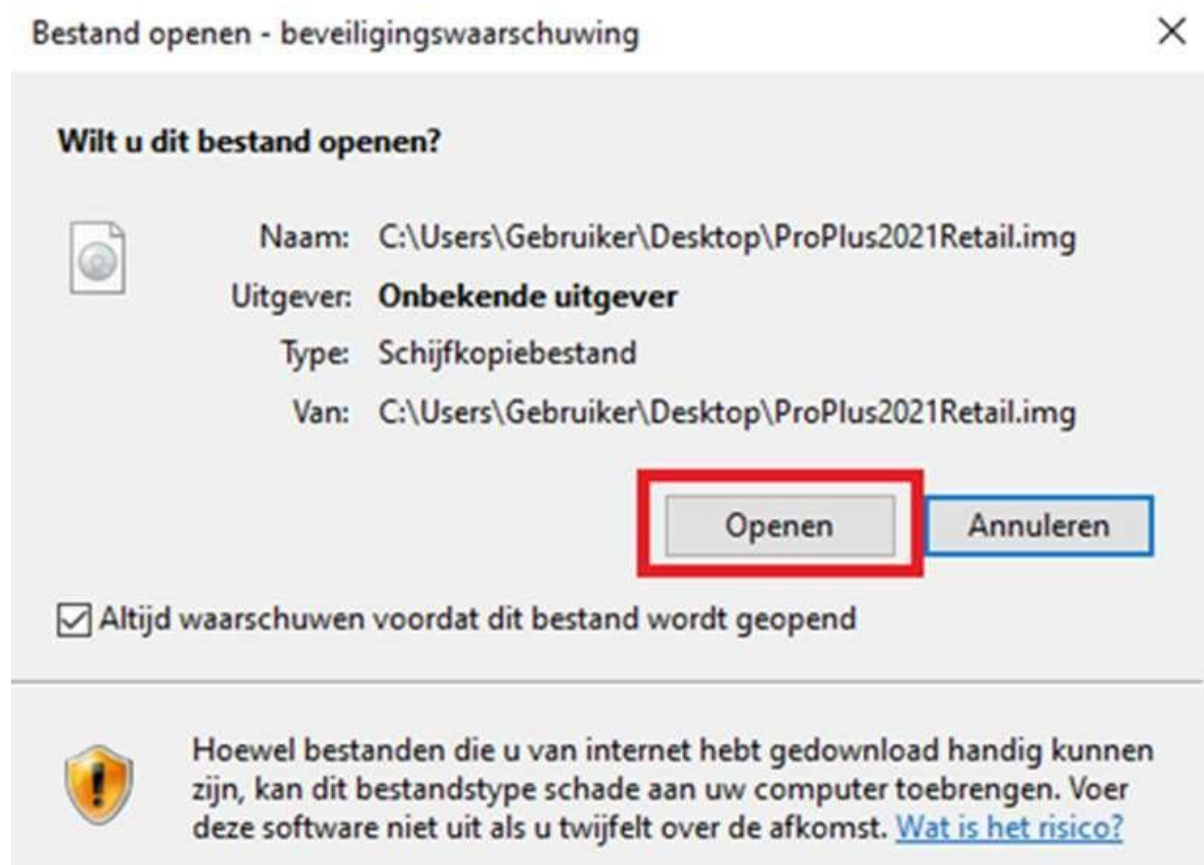 Bestand openen - beveiligingswaarschuwing
Wilt u dit bestand openen?
Naam: C:\Users\Gebruiker\Desktop\ProPlus2021Retail.img
Uitgever: Onbekende uitgever
Type: Schijfkopiebestand
Van: C:\Users\Gebruiker\Desktop\ProPlus2021Retail.img
Openen Annuleren
Altijd waarschuwen voordat dit bestand wordt geopend
Hoewel bestanden die u van internet hebt gedownload handig kunnen
zijn, kan dit bestandstype schade aan uw computer toebrengen. Voer
deze software niet uit als u twijfelt over de afkomst. Wat is het risico?